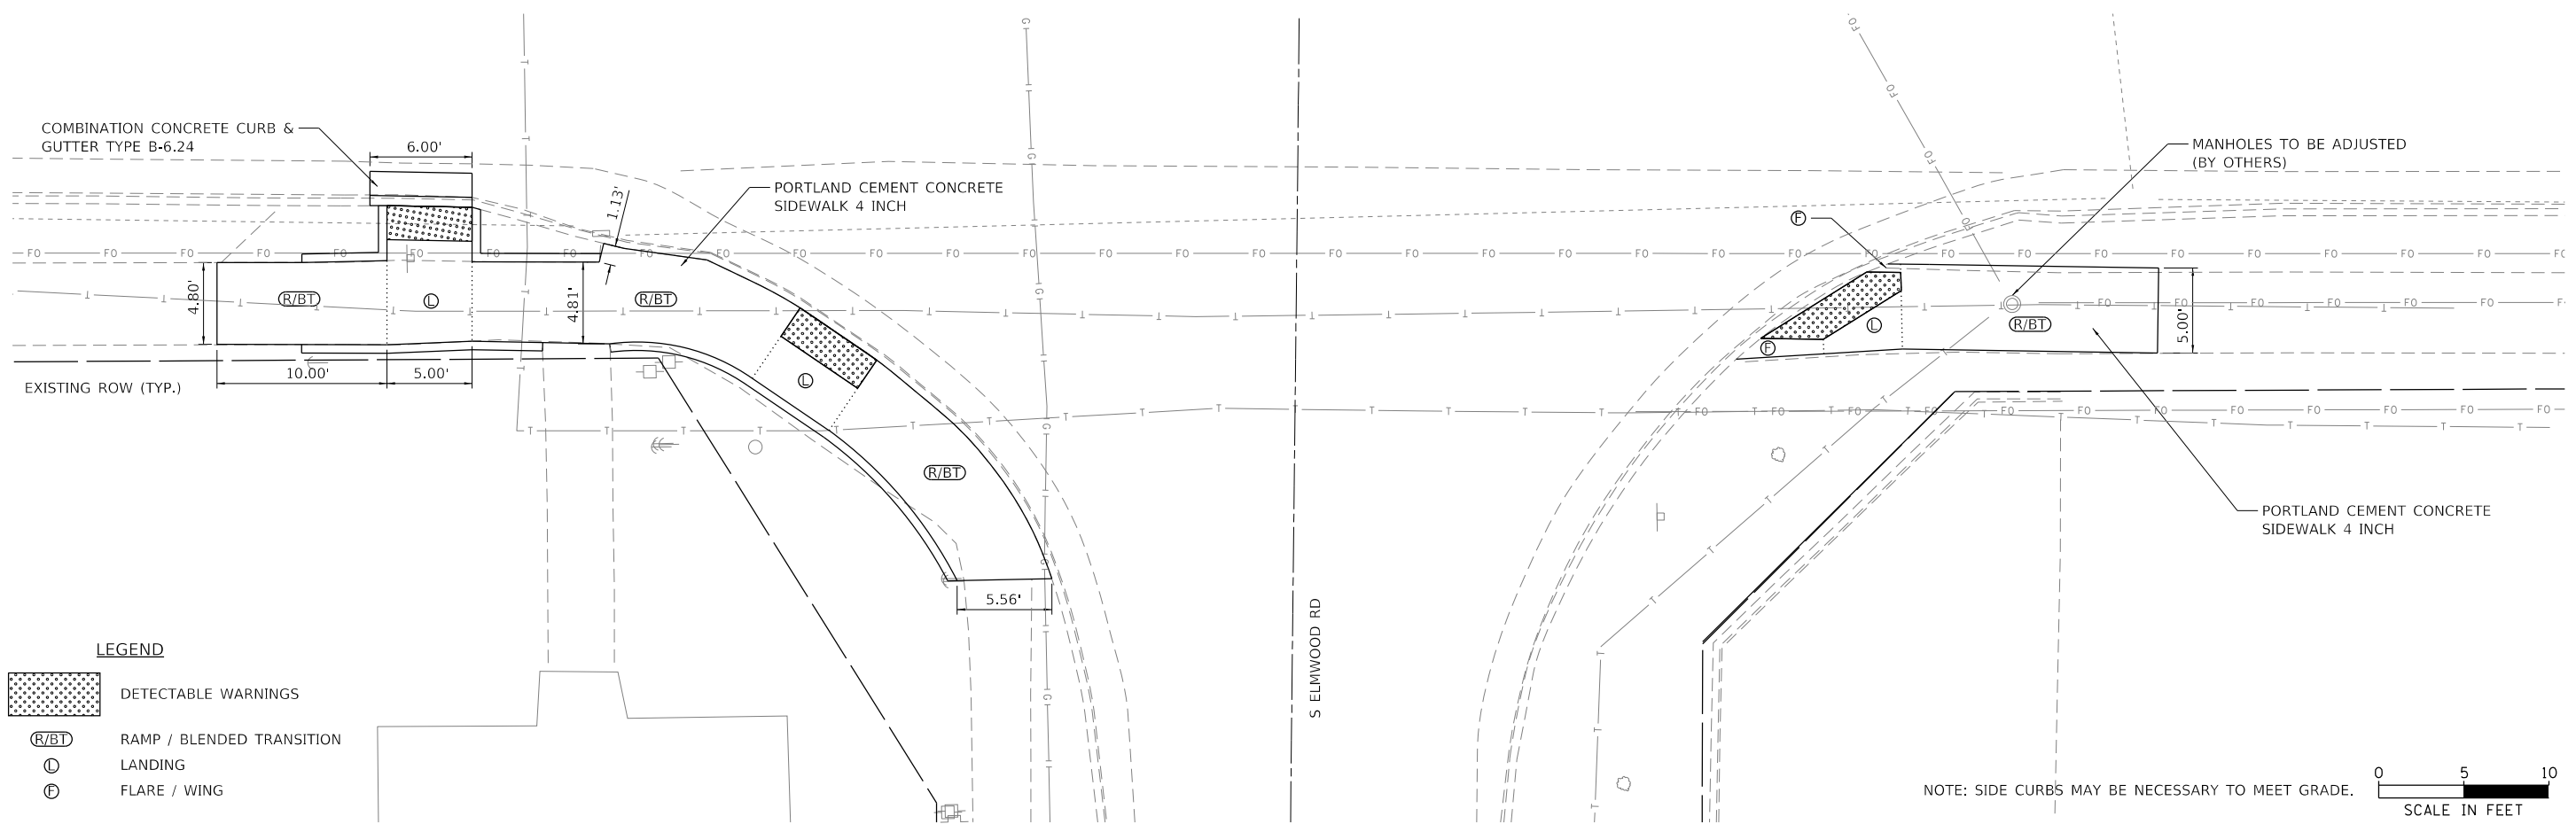 COMBINATION CONCRETE CURB &
GUTTER TYPE B-6.24
6.00'
1.13'
PORTLAND CEMENT CONCRETE
SIDEWALK 4 INCH
F
MANHOLES TO BE ADJUSTED
(BY OTHERS)
4.80'
R/BT
L
4.81'
R/BT
L
R/BT
R/BT
5.00'
F
L
EXISTING ROW (TYP.)
10.00'
5.00'
5.56'
S ELMWOOD RD
PORTLAND CEMENT CONCRETE
SIDEWALK 4 INCH
LEGEND
DETECTABLE WARNINGS
R/BT RAMP / BLENDED TRANSITION
L LANDING
F FLARE / WING
NOTE: SIDE CURBS MAY BE NECESSARY TO MEET GRADE.
0 5 10
SCALE IN FEET